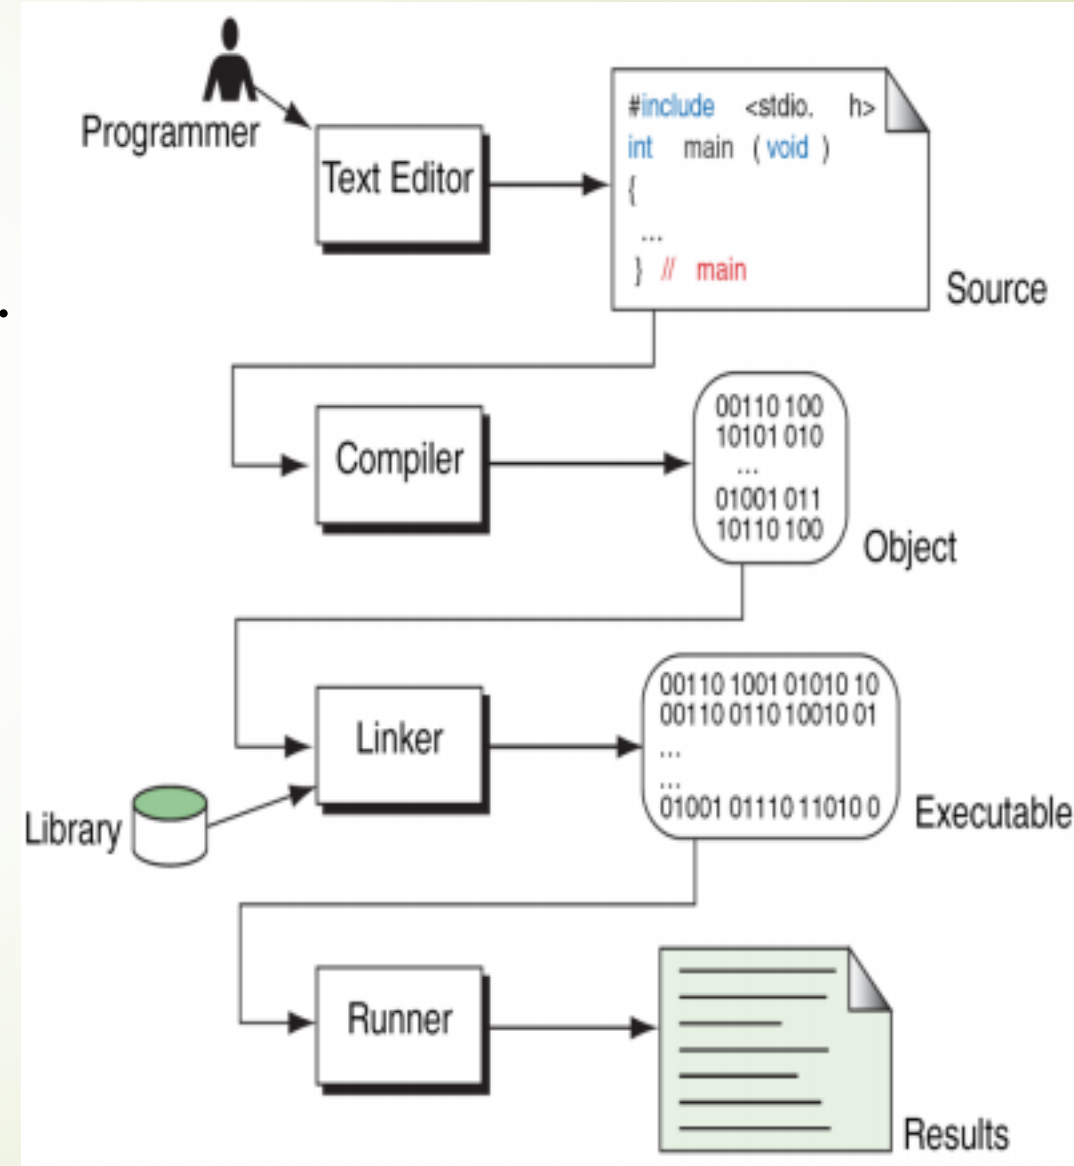 Programmer
Text Editor
#include <stdio. h>
int main ( void )
{
...
} // main
Source
Compiler
00110 100
10101 010
...
01001 011
10110 100
Object
Linker
Library
00110 1001 01010 10
00110 0110 10010 01
...
...
01001 01110 11010 0
Executable
Runner
Results